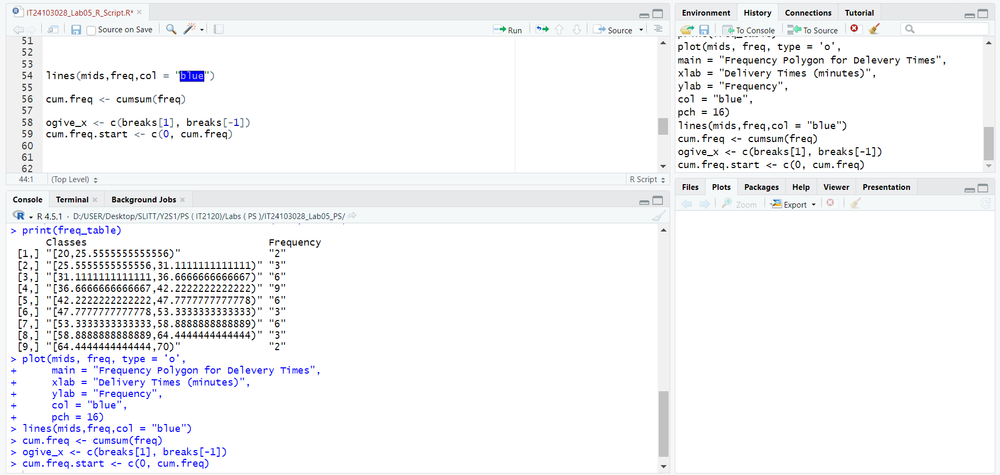 IT24103028_Lab05_R_Script.R*
Source on Save
Run
Source
51
52
53
54 lines(mids,freq,col = "blue")
55
56 cum.freq <- cumsum(freq)
57
58 ogive_x <- c(breaks[1], breaks[-1])
59 cum.freq.start <- c(0, cum.freq)
60
61
62
44:1 (Top Level) R Script
Console Terminal Background Jobs
R 4.5.1 · D:/USER/Desktop/SLITT/Y2S1/PS ( IT2120)/Labs ( PS )/IT24103028_Lab05_PS/
> print(freq_table)
Classes Frequency
[1,] "[20,25.5555555555556)" "2"
[2,] "[25.5555555555556,31.1111111111111)" "3"
[3,] "[31.1111111111111,36.6666666666667)" "6"
[4,] "[36.6666666666667,42.2222222222222)" "9"
[5,] "[42.2222222222222,47.7777777777778)" "6"
[6,] "[47.7777777777778,53.3333333333333)" "3"
[7,] "[53.3333333333333,58.8888888888889)" "6"
[8,] "[58.8888888888889,64.4444444444444)" "3"
[9,] "[64.4444444444444,70)" "2"
> plot(mids, freq, type = 'o',
+ main = "Frequency Polygon for Delevery Times",
+ xlab = "Delivery Times (minutes)",
+ ylab = "Frequency",
+ col = "blue",
+ pch = 16)
> lines(mids,freq,col = "blue")
> cum.freq <- cumsum(freq)
> ogive_x <- c(breaks[1], breaks[-1])
> cum.freq.start <- c(0, cum.freq)
Environment History Connections Tutorial
To Console To Source
plot(mids, freq, type = 'o',
main = "Frequency Polygon for Delevery Times",
xlab = "Delivery Times (minutes)",
ylab = "Frequency",
col = "blue",
pch = 16)
lines(mids,freq,col = "blue")
cum.freq <- cumsum(freq)
ogive_x <- c(breaks[1], breaks[-1])
cum.freq.start <- c(0, cum.freq)
Files Plots Packages Help Viewer Presentation
Zoom Export